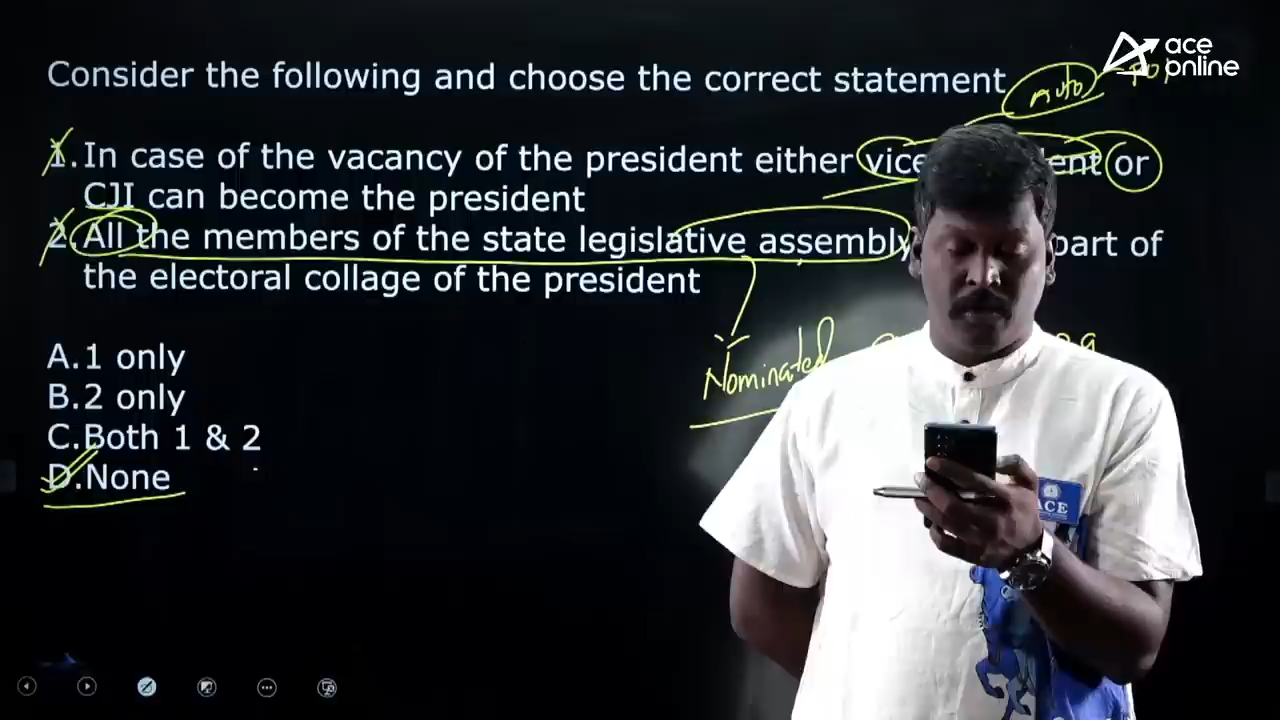 ace
online
Consider the following and choose the correct statement
Auto
1. In case of the vacancy of the president either vice or
CJI can become the president
2. All the members of the state legislative assembly part of
the electoral collage of the president
Nominated
A. 1 only
B. 2 only
C. Both 1 & 2
D. None
ACE